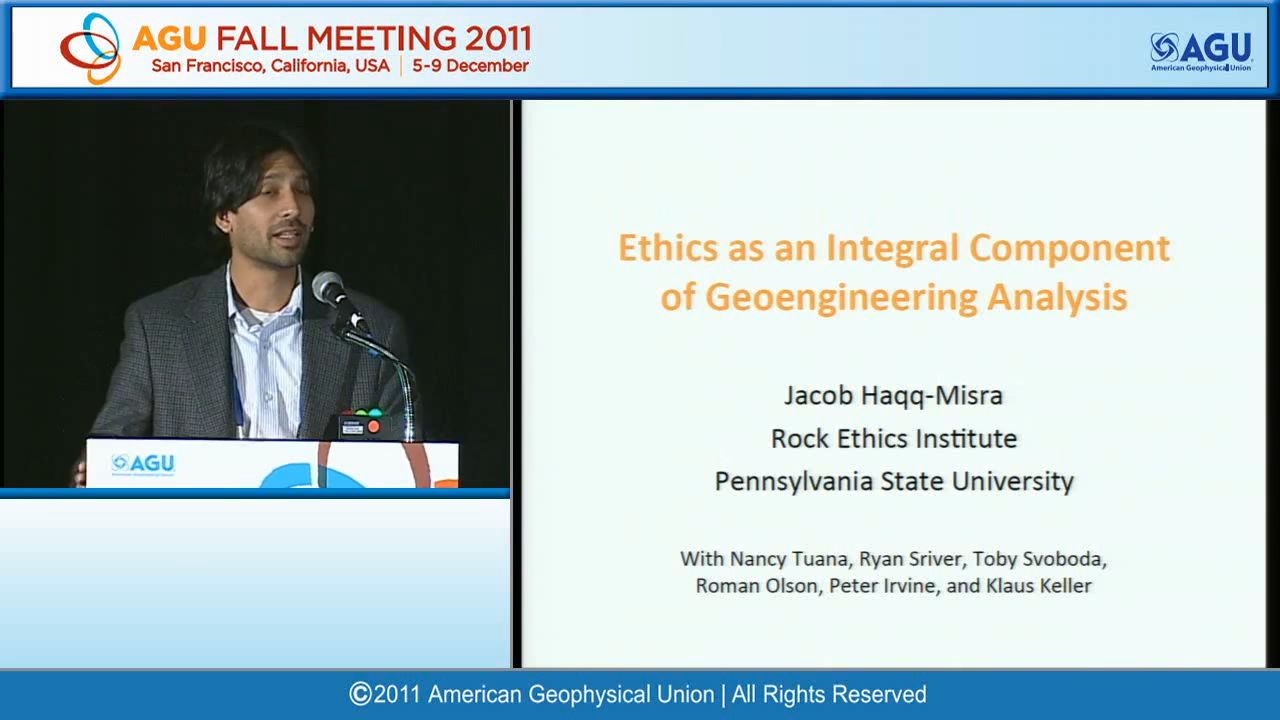 AGU FALL MEETING 2011
San Francisco, California, USA | 5-9 December
AGU
American Geophysical Union
Ethics as an Integral Component
of Geoengineering Analysis
Jacob Haqq-Misra
Rock Ethics Institute
Pennsylvania State University
With Nancy Tuana, Ryan Sriver, Toby Svoboda,
Roman Olson, Peter Irvine, and Klaus Keller
AGU
©2011 American Geophysical Union | All Rights Reserved